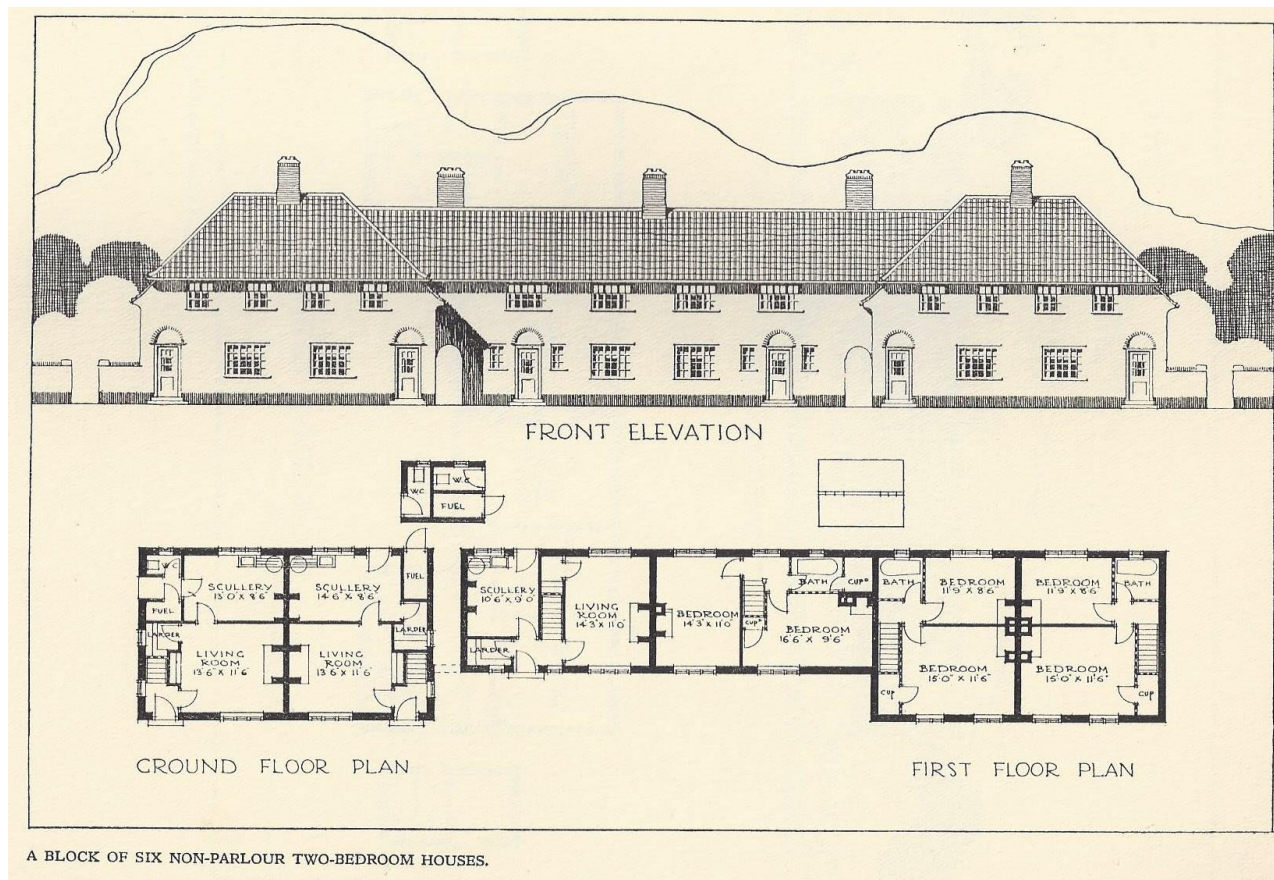 FRONT ELEVATION
W.C.
W.C
FUEL
W.C
SCULLERY
13'0" X 8'6"
SCULLERY
14'6" X 8'6"
FUEL
FUEL
LARDER
LARDER
LIVING
ROOM
13'6" X 11'6"
LIVING
ROOM
13'6" X 11'6"
SCULLERY
10'6" X 9'0"
LARDER
LIVING
ROOM
14'3" X 11'0"
BEDROOM
14'3" X 11'0"
BATH
CUPD
CUPD
BEDROOM
16'6" X 9'6"
BATH
BEDROOM
11'9" X 8'6"
BEDROOM
11'9" X 8'6"
BATH
BEDROOM
15'0" X 11'6"
BEDROOM
15'0" X 11'6"
CUP
CUP
GROUND FLOOR PLAN
FIRST FLOOR PLAN
A BLOCK OF SIX NON-PARLOUR TWO-BEDROOM HOUSES.